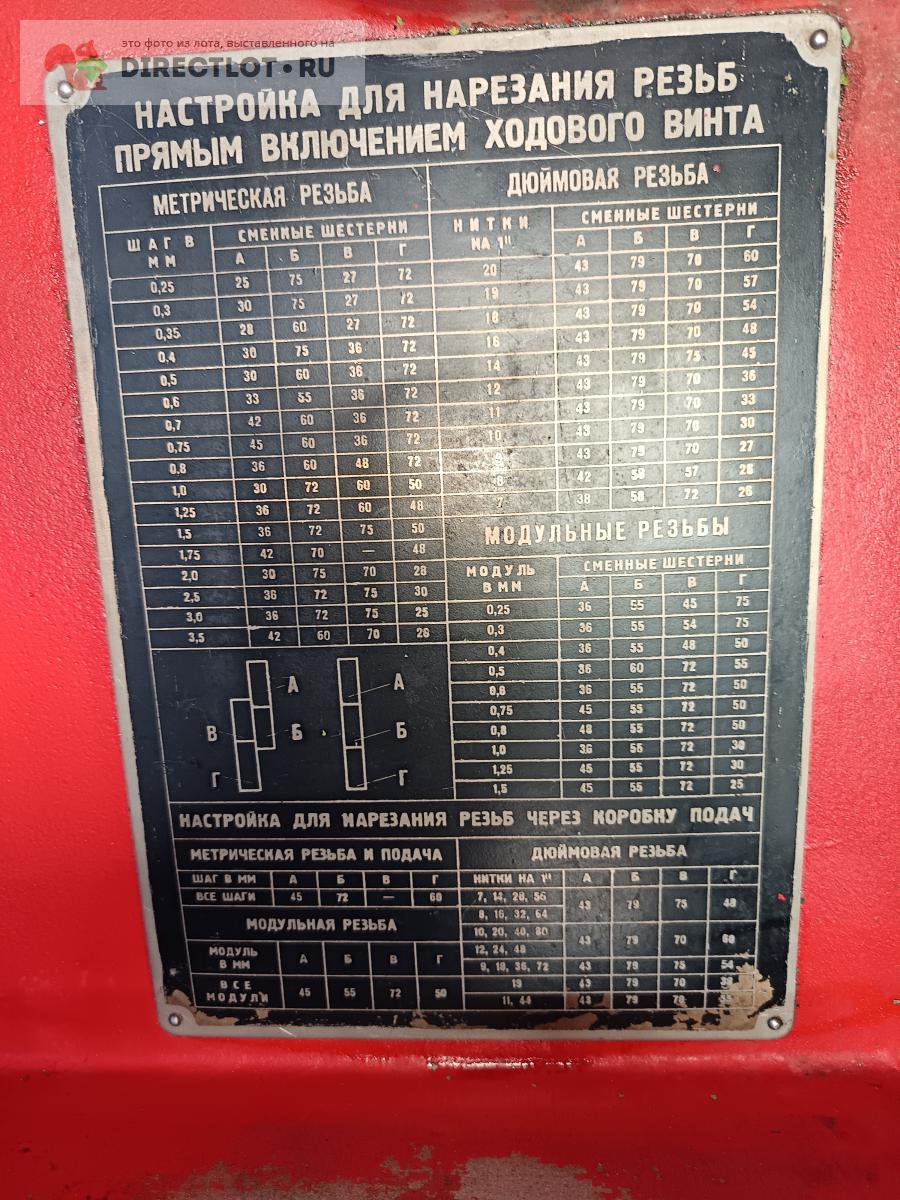 это фото из лота, выставленного на
DIRECTLOT.RU
НАСТРОЙКА ДЛЯ НАРЕЗАНИЯ РЕЗЬБ
ПРЯМЫМ ВКЛЮЧЕНИЕМ ХОДОВОГО ВИНТА
МЕТРИЧЕСКАЯ РЕЗЬБА
ШАГ В ММ СМЕННЫЕ ШЕСТЕРНИ
А Б В Г
0,25 25 75 27 72
0,3 30 75 27 72
0,35 28 60 27 72
0,4 30 75 36 72
0,5 30 60 36 72
0,6 33 55 36 72
0,7 42 60 36 72
0,75 45 60 36 72
0,8 36 60 48 72
1,0 30 72 60 50
1,25 36 72 60 48
1,5 36 72 75 50
1,75 42 70 — 48
2,0 30 75 70 28
2,5 36 72 75 30
3,0 36 72 75 25
3,5 42 60 70 26
А А
В Б Б
Г Г
ДЮЙМОВАЯ РЕЗЬБА
НИТКИ НА 1" СМЕННЫЕ ШЕСТЕРНИ
А Б В Г
20 43 79 70 60
19 43 79 70 57
18 43 79 70 54
16 43 79 70 48
14 43 79 75 45
12 43 79 70 36
11 43 79 70 33
10 43 79 70 30
9 43 79 70 27
8 42 58 57 26
7 38 58 72 26
МОДУЛЬНЫЕ РЕЗЬБЫ
МОДУЛЬ В ММ СМЕННЫЕ ШЕСТЕРНИ
А Б В Г
0,25 36 55 45 75
0,3 36 55 54 75
0,4 36 55 48 50
0,5 36 60 72 55
36 55 72 50
0,75 45 55 72 50
0,8 48 55 72 50
1,0 36 55 72 30
1,25 45 55 72 30
1,5 45 55 72 25
НАСТРОЙКА ДЛЯ НАРЕЗАНИЯ РЕЗЬБ ЧЕРЕЗ КОРОБКУ ПОДАЧ
МЕТРИЧЕСКАЯ РЕЗЬБА И ПОДАЧА
ШАГ В ММ А Б В Г
ВСЕ ШАГИ 45 72 — 60
МОДУЛЬНАЯ РЕЗЬБА
МОДУЛЬ В ММ А Б В Г
ВСЕ МОДУЛИ 45 55 72 50
ДЮЙМОВАЯ РЕЗЬБА
НИТКИ НА 1" А Б В Г
7, 14, 28, 56
8, 16, 32, 64 43 79 75 48
10, 20, 40, 80
12, 24, 48 43 79 70 60
9, 18, 36, 72 43 79 75 54
19 43 79 70
11, 44 43 79 70